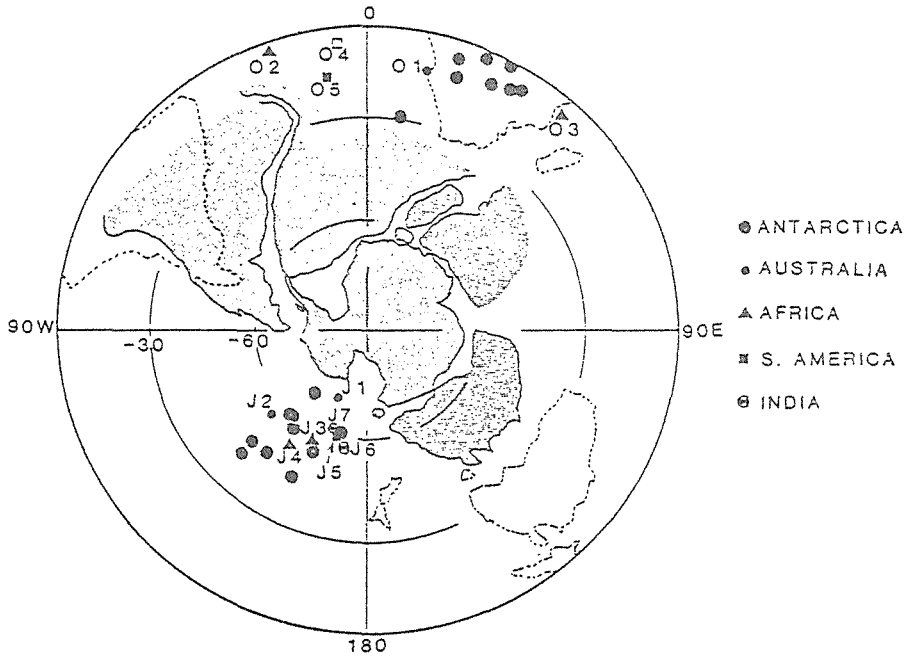 0
O2
O4
O5
O1
O3
ANTARCTICA
AUSTRALIA
AFRICA
S. AMERICA
INDIA
90W
-30
-60
90E
J1
J2
J7
J4
J6
J5
180